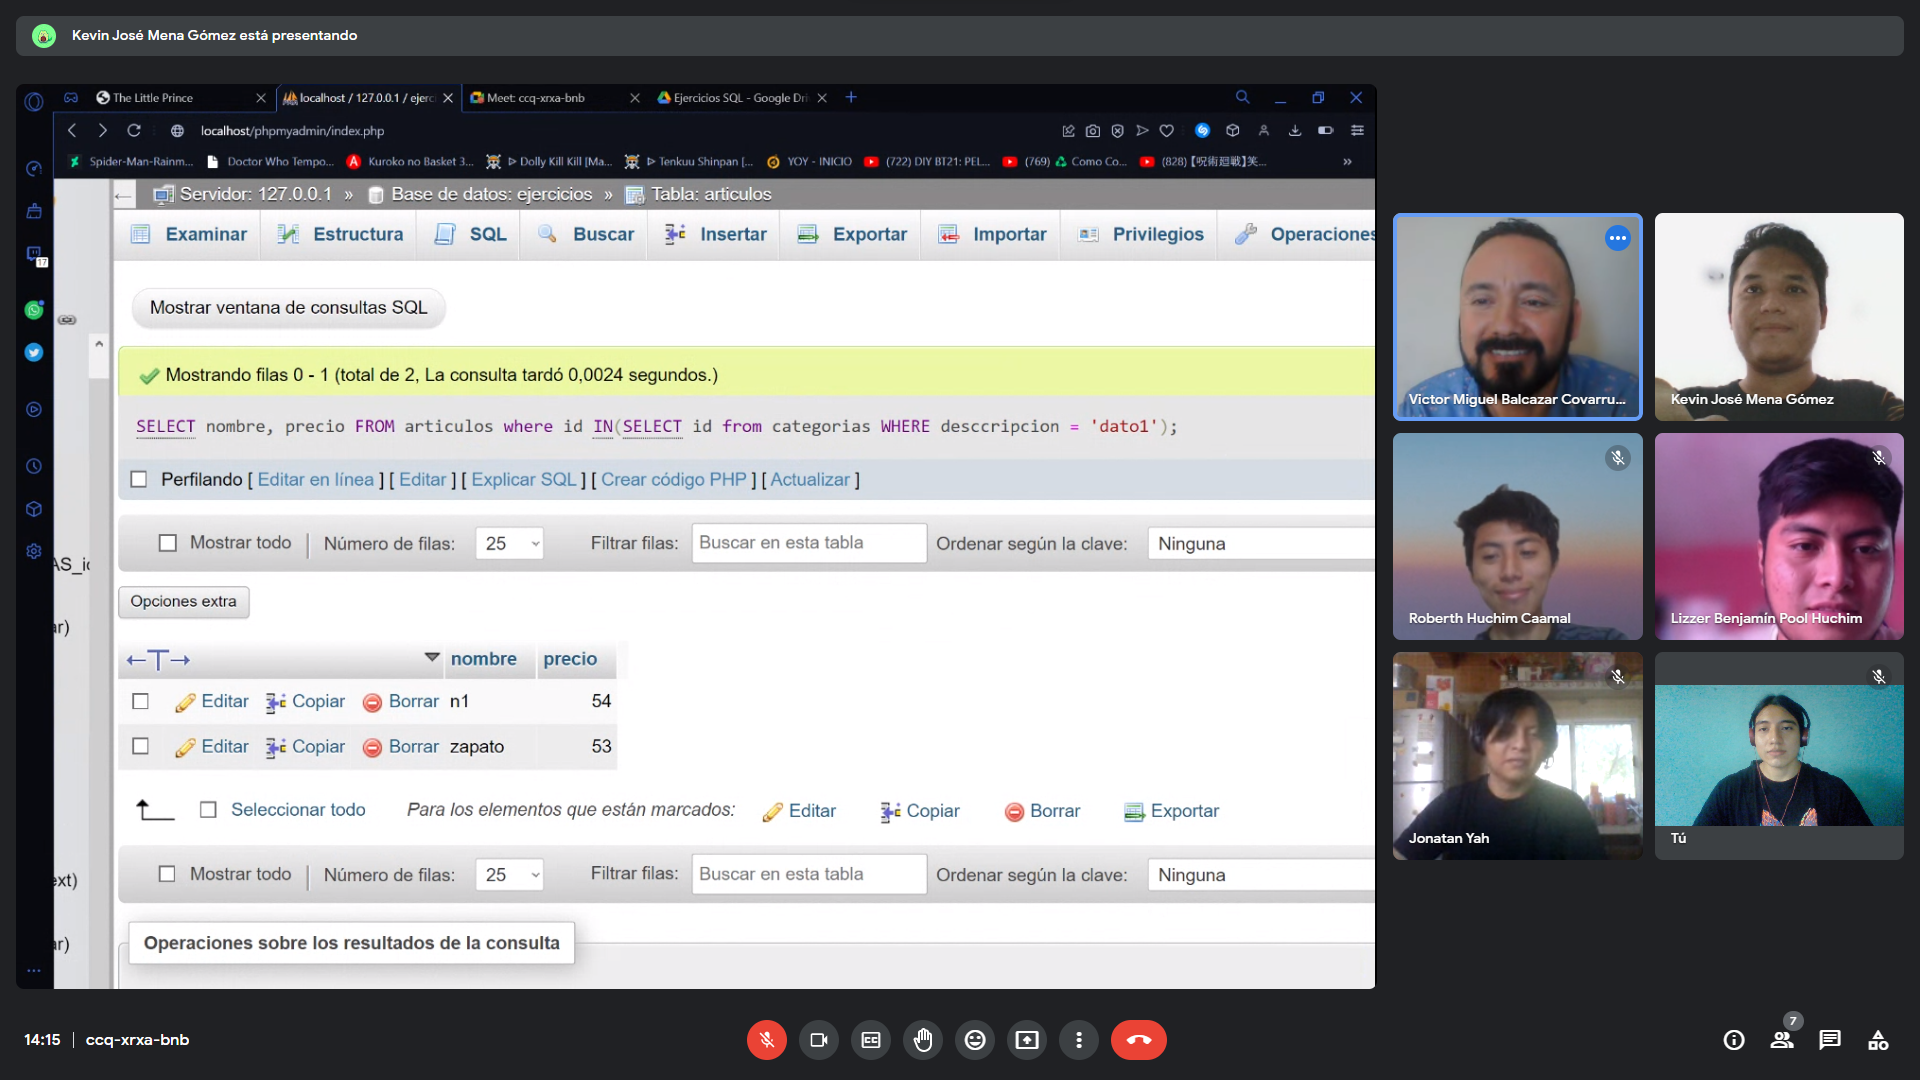 Kevin José Mena Gómez está presentando
The Little Prince
localhost / 127.0.0.1 / ejerc
Meet: ccq-xrxa-bnb
Ejercicios SQL - Google Dri
localhost/phpmyadmin/index.php
Spider-Man-Rainm...
Doctor Who Tempo...
Kuroko no Basket 3...
ᐈ Dolly Kill Kill [Ma...
ᐈ Tenkuu Shinpan [...
YOY - INICIO
(722) DIY BT21: PEL...
(769) ♻ Como Co...
(828) 【呪術廻戦】笑...
»
Servidor: 127.0.0.1 » Base de datos: ejercicios » Tabla: articulos
Examinar
Estructura
SQL
Buscar
Insertar
Exportar
Importar
Privilegios
Operaciones
17
Mostrar ventana de consultas SQL
Mostrando filas 0 - 1 (total de 2, La consulta tardó 0,0024 segundos.)
SELECT nombre, precio FROM articulos where id IN(SELECT id from categorias WHERE desccripcion = 'dato1');
Perfilando [ Editar en línea ] [ Editar ] [ Explicar SQL ] [ Crear código PHP ] [ Actualizar ]
Mostrar todo | Número de filas: 25 Filtrar filas: Buscar en esta tabla Ordenar según la clave: Ninguna
AS_id
Opciones extra
ar)
nombre precio
Editar Copiar Borrar n1 54
Editar Copiar Borrar zapato 53
Seleccionar todo Para los elementos que están marcados: Editar Copiar Borrar Exportar
Mostrar todo | Número de filas: 25 Filtrar filas: Buscar en esta tabla Ordenar según la clave: Ninguna
ext)
ar)
Operaciones sobre los resultados de la consulta
Victor Miguel Balcazar Covarru...
Kevin José Mena Gómez
Roberth Huchim Caamal
Lizzer Benjamín Pool Huchim
Jonatan Yah
Tú
14:15 | ccq-xrxa-bnb
CC
7